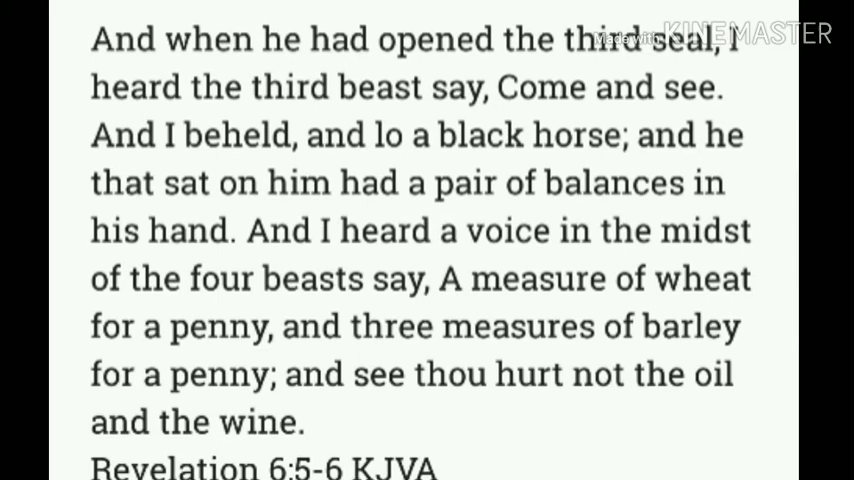 And when he had opened the third seal, I
heard the third beast say, Come and see.
And I beheld, and lo a black horse; and he
that sat on him had a pair of balances in
his hand. And I heard a voice in the midst
of the four beasts say, A measure of wheat
for a penny, and three measures of barley
for a penny; and see thou hurt not the oil
and the wine.
Revelation 6:5-6 KJVA
Made with KINEMASTER